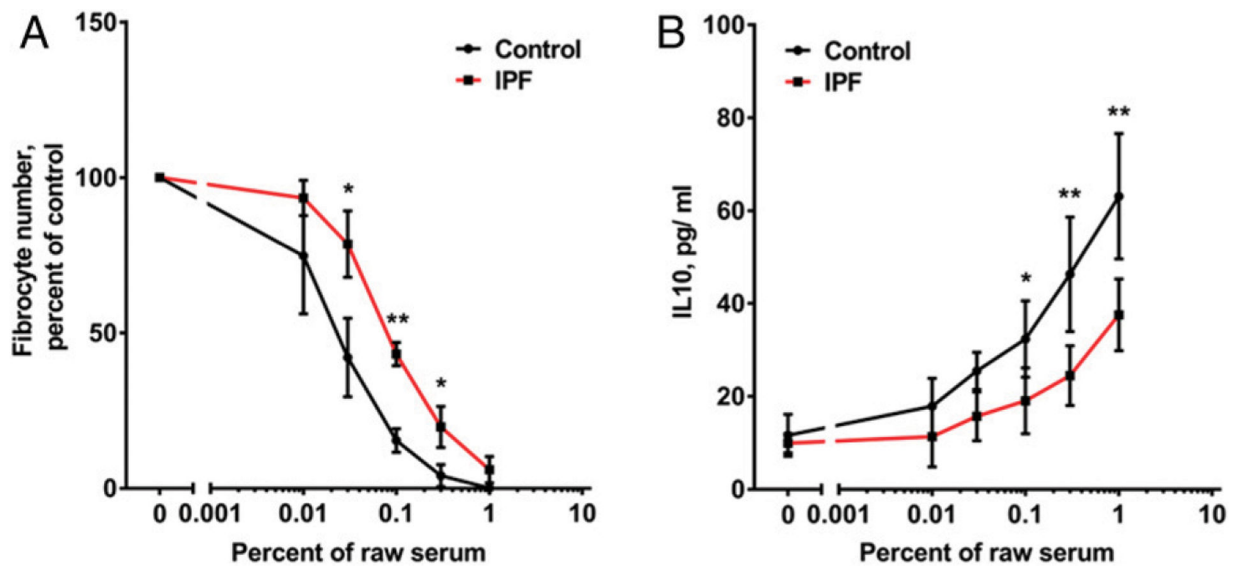 A
Control
IPF
150
100
50
0
Fibrocyte number,
percent of control
*
**
*
0 0.001 0.01 0.1 1 10
Percent of raw serum
B
Control
IPF
100
80
60
40
20
0
IL10, pg/ ml
*
**
**
0 0.001 0.01 0.1 1 10
Percent of raw serum